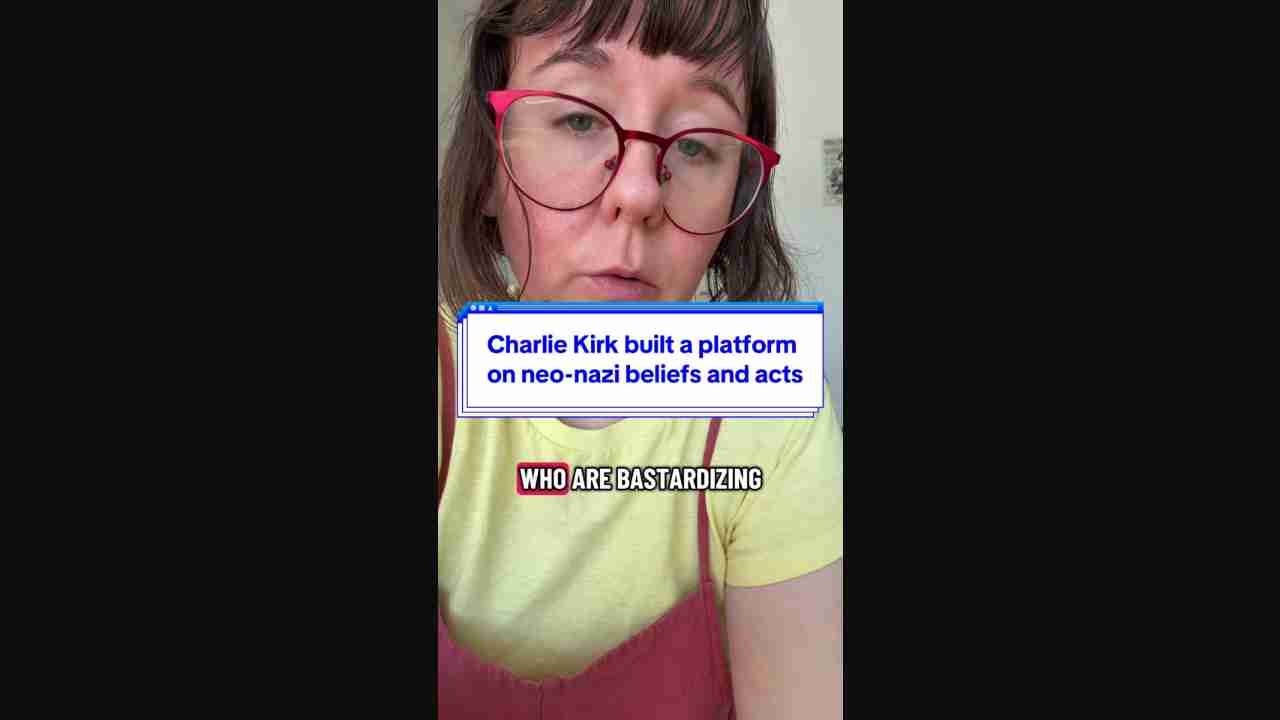 Charlie Kirk built a platform
on neo-nazi beliefs and acts
WHO ARE BASTARDIZING